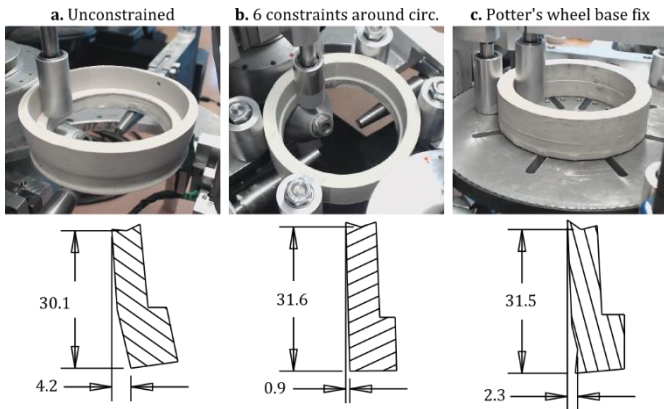 a. Unconstrained
b. 6 constraints around circ.
c. Potter's wheel base fix
30.1
4.2
31.6
0.9
31.5
2.3